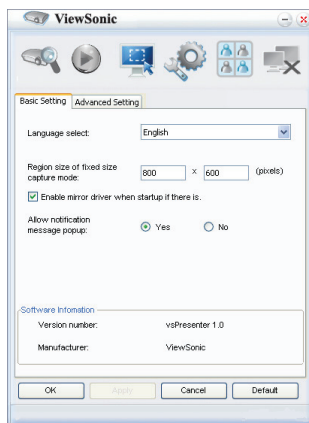 ViewSonic
Basic Setting Advanced Setting
Language select: English
Region size of fixed size capture mode: 800 x 600 (pixels)
Enable mirror driver when startup if there is.
Allow notification message popup: Yes No
Software Infomation
Version number: vsPresenter 1.0
Manufacturer: ViewSonic
OK Apply Cancel Default